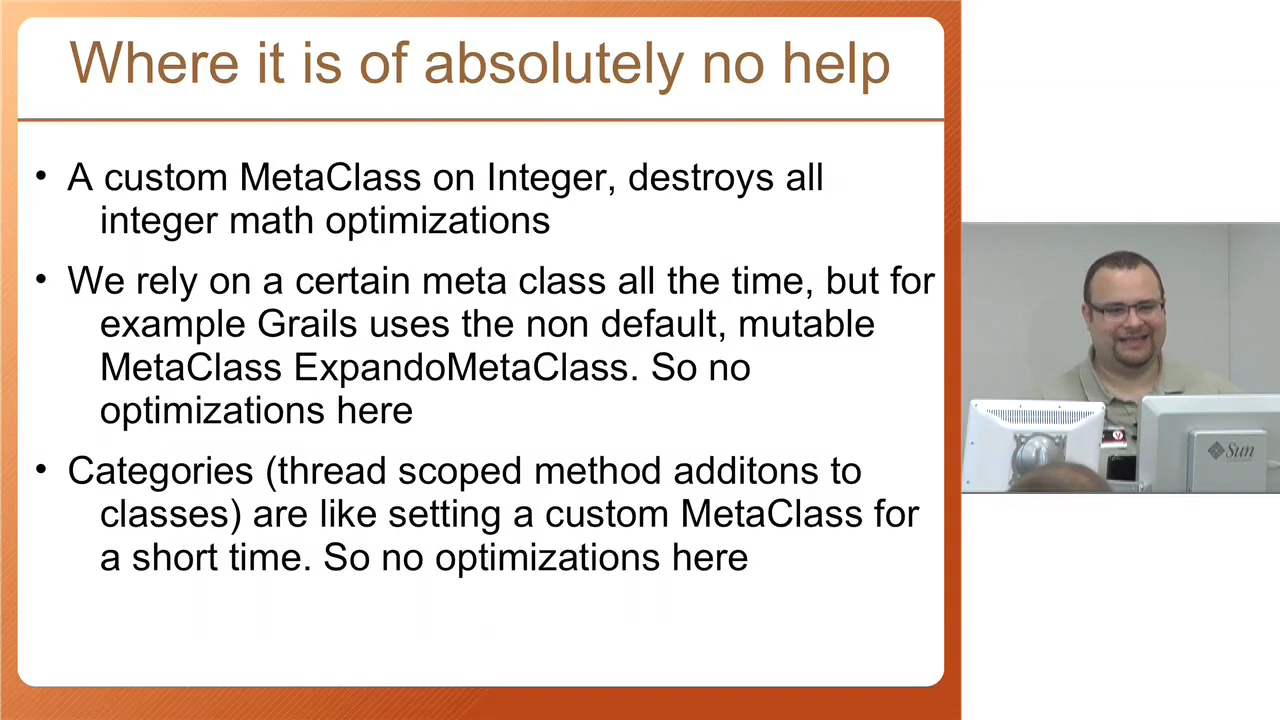 Where it is of absolutely no help
• A custom MetaClass on Integer, destroys all
integer math optimizations
• We rely on a certain meta class all the time, but for
example Grails uses the non default, mutable
MetaClass ExpandoMetaClass. So no
optimizations here
• Categories (thread scoped method additons to
classes) are like setting a custom MetaClass for
a short time. So no optimizations here
Sun